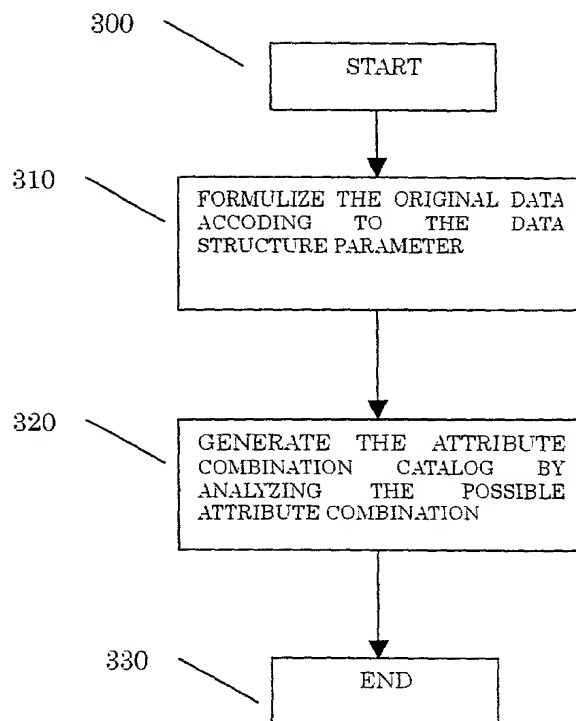 300
START
310
FORMULIZE THE ORIGINAL DATA
ACCODING TO THE DATA
STRUCTURE PARAMETER
320
GENERATE THE ATTRIBUTE
COMBINATION CATALOG BY
ANALYZING THE POSSIBLE
ATTRIBUTE COMBINATION
330
END